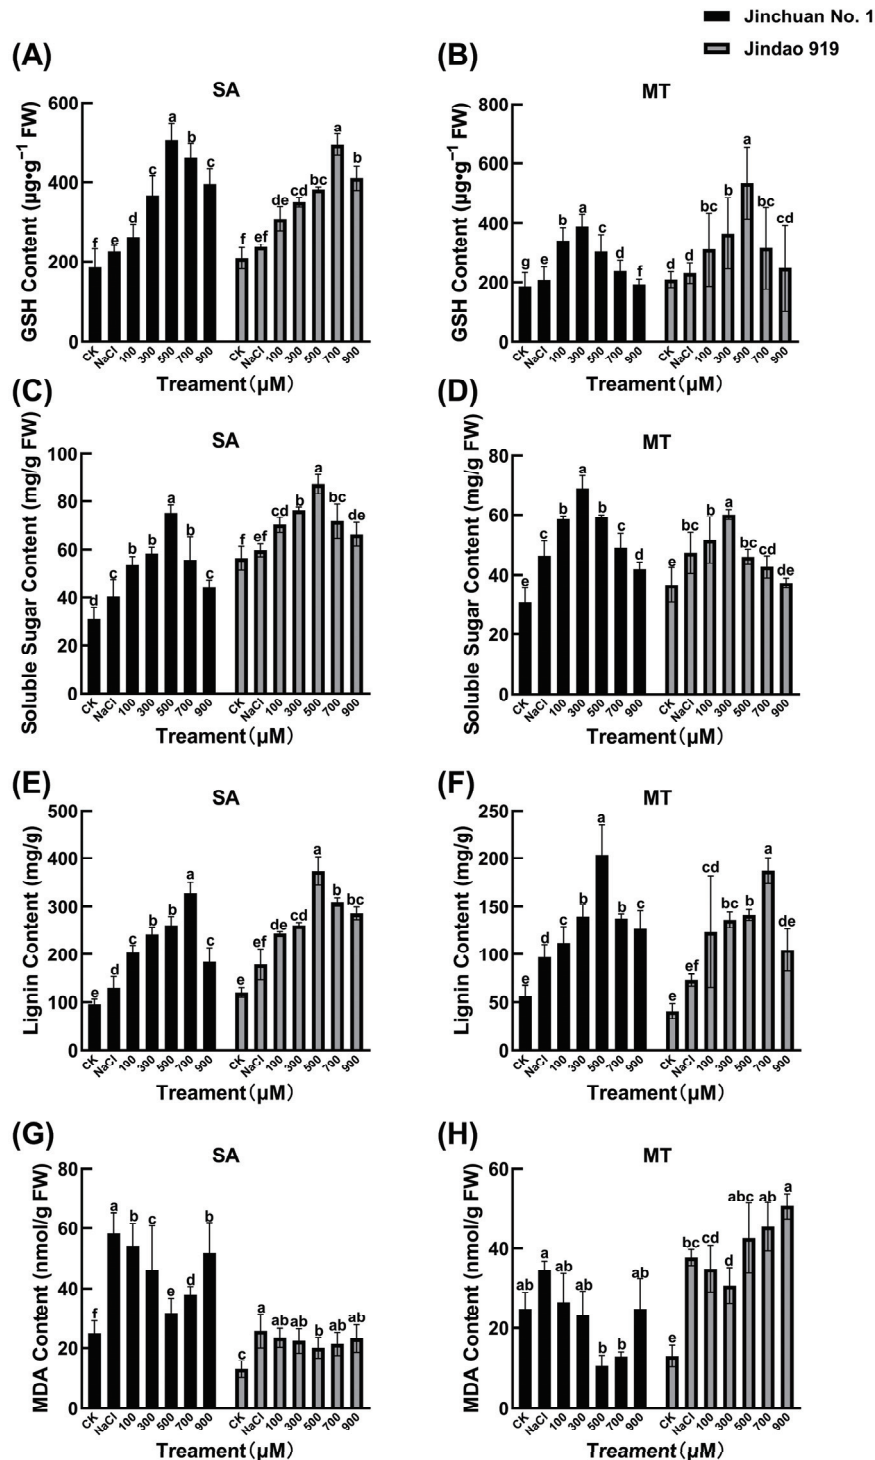 Jinchuan No. 1
Jindao 919
(A)
SA
GSH Content (μg•g⁻¹ FW)
600
400
200
0
f e d c a b c
f ef de cd bc a b
CK NaCl 100 300 500 700 900
CK NaCl 100 300 500 700 900
Treament(μM)
(B)
MT
GSH Content (μg•g⁻¹ FW)
800
600
400
200
0
g e b a c d f
d d bc b a bc cd
CK NaCl 100 300 500 700 900
CK NaCl 100 300 500 700 900
Treament(μM)
(C)
SA
Soluble Sugar Content (mg/g FW)
100
80
60
40
20
0
d c b b a b c
f ef cd b a bc de
CK NaCl 100 300 500 700 900
CK NaCl 100 300 500 700 900
Treament(μM)
(D)
MT
Soluble Sugar Content (mg/g FW)
80
60
40
20
0
e c b a b c d
e bc b a bc cd de
CK NaCl 100 300 500 700 900
CK NaCl 100 300 500 700 900
Treament(μM)
(E)
SA
Lignin Content (mg/g)
500
400
300
200
100
0
e d c b b a c
e ef de cd a b bc
CK NaCl 100 300 500 700 900
CK NaCl 100 300 500 700 900
Treament(μM)
(F)
MT
Lignin Content (mg/g)
250
200
150
100
50
0
e d c b a b c
e ef cd bc b a de
CK NaCl 100 300 500 700 900
CK NaCl 100 300 500 700 900
Treament(μM)
(G)
SA
MDA Content (nmol/g FW)
80
60
40
20
0
f a b c e d b
c a ab ab b ab ab
CK NaCl 100 300 500 700 900
CK NaCl 100 300 500 700 900
Treament(μM)
(H)
MT
MDA Content (nmol/g FW)
60
40
20
0
ab a ab ab b b ab
e bc cd d abc ab a
CK NaCl 100 300 500 700 900
CK NaCl 100 300 500 700 900
Treament(μM)